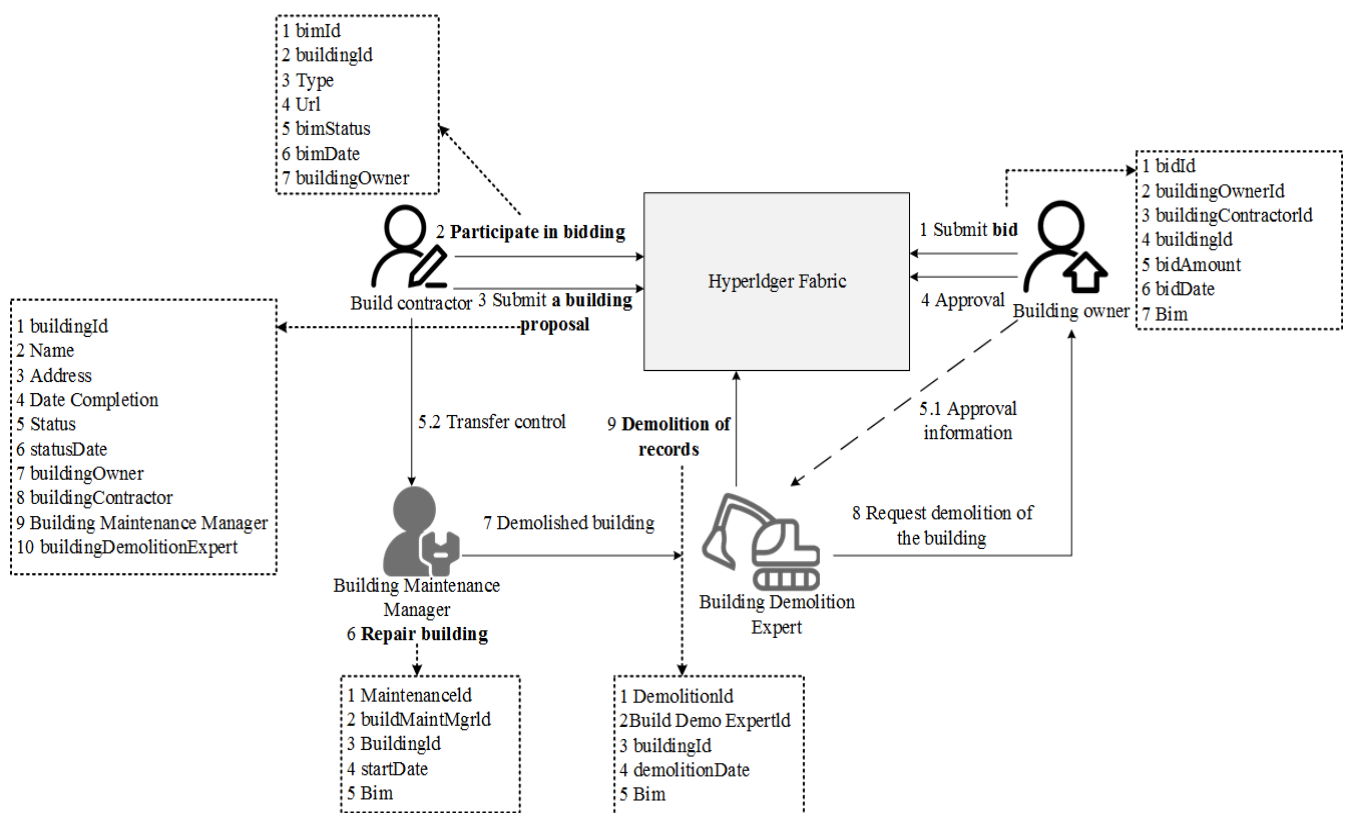 1 bimId
2 buildingId
3 Type
4 Url
5 bimStatus
6 bimDate
7 buildingOwner
1 bidId
2 buildingOwnerId
3 buildingContractorId
4 buildingId
5 bidAmount
6 bidDate
7 Bim
2 Participate in bidding
1 Submit bid
Hyperldger Fabric
Build contractor
3 Submit a building
proposal
4 Approval
Building owner
1 buildingId
2 Name
3 Address
4 Date Completion
5 Status
6 statusDate
7 buildingOwner
8 buildingContractor
9 Building Maintenance Manager
10 buildingDemolitionExpert
5.2 Transfer control
9 Demolition of
records
5.1 Approval
information
7 Demolished building
8 Request demolition of
the building
Building Maintenance
Manager
Building Demolition
Expert
6 Repair building
1 MaintenanceId
2 buildMaintMgrId
3 BuildingId
4 startDate
5 Bim
1 DemolitionId
2Build Demo ExpertId
3 buildingId
4 demolitionDate
5 Bim